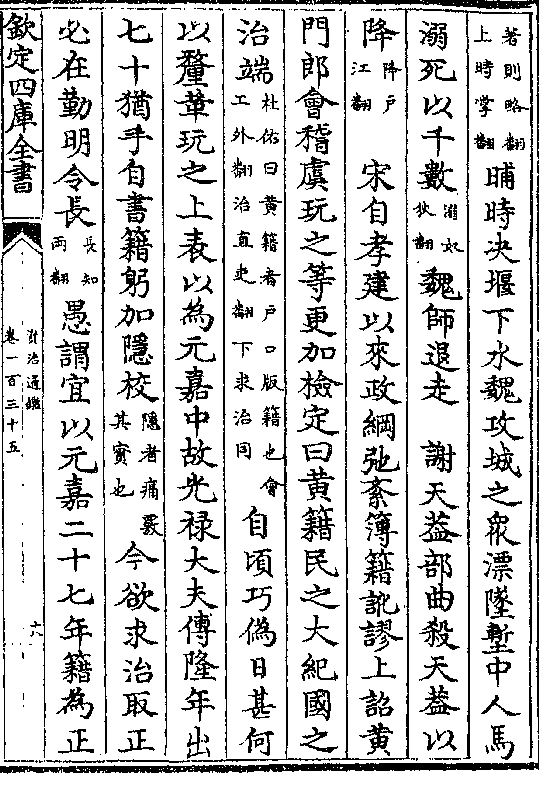 著則略翻上時掌翻晡時决堰下水魏攻城之衆漂墜塹中人馬
溺死以千數溺奴狄翻魏師退走　謝天蓋部曲殺天蓋以
降降戶江翻　宋自孝建以來政綱弛紊簿籍訛謬上詔黃
門郎會稽虞玩之等更加檢定曰黃籍民之大紀國之
治端杜佑曰黃籍者戶口版籍也會工外翻治直吏翻下求治同自頃巧偽日甚何
以釐革玩之上表以為元嘉中故光禄大夫傅隆年出
七十猶手自書籍躬加隱校隱者痛覈其實也今欲求治取正
必在勤明令長長知兩翻愚謂宜以元嘉二十七年籍為正
欽定四庫全書
資治通鑑
卷一百三十五